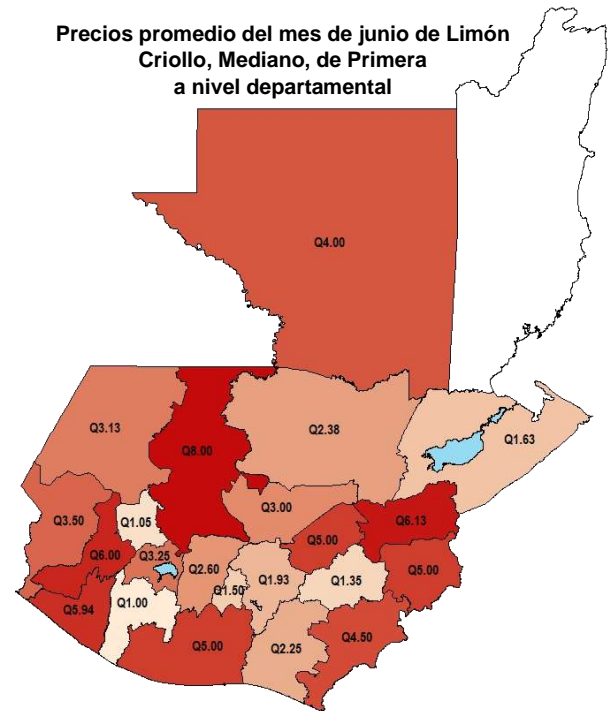 Precios promedio del mes de junio de Limón
Criollo, Mediano, de Primera
a nivel departamental
Q4.00
Q3.13
Q8.00
Q2.38
Q1.63
Q3.50
Q1.05
Q3.00
Q6.13
Q6.00
Q3.25
Q2.60
Q1.50
Q1.93
Q5.00
Q1.35
Q5.00
Q5.94
Q1.00
Q5.00
Q2.25
Q4.50